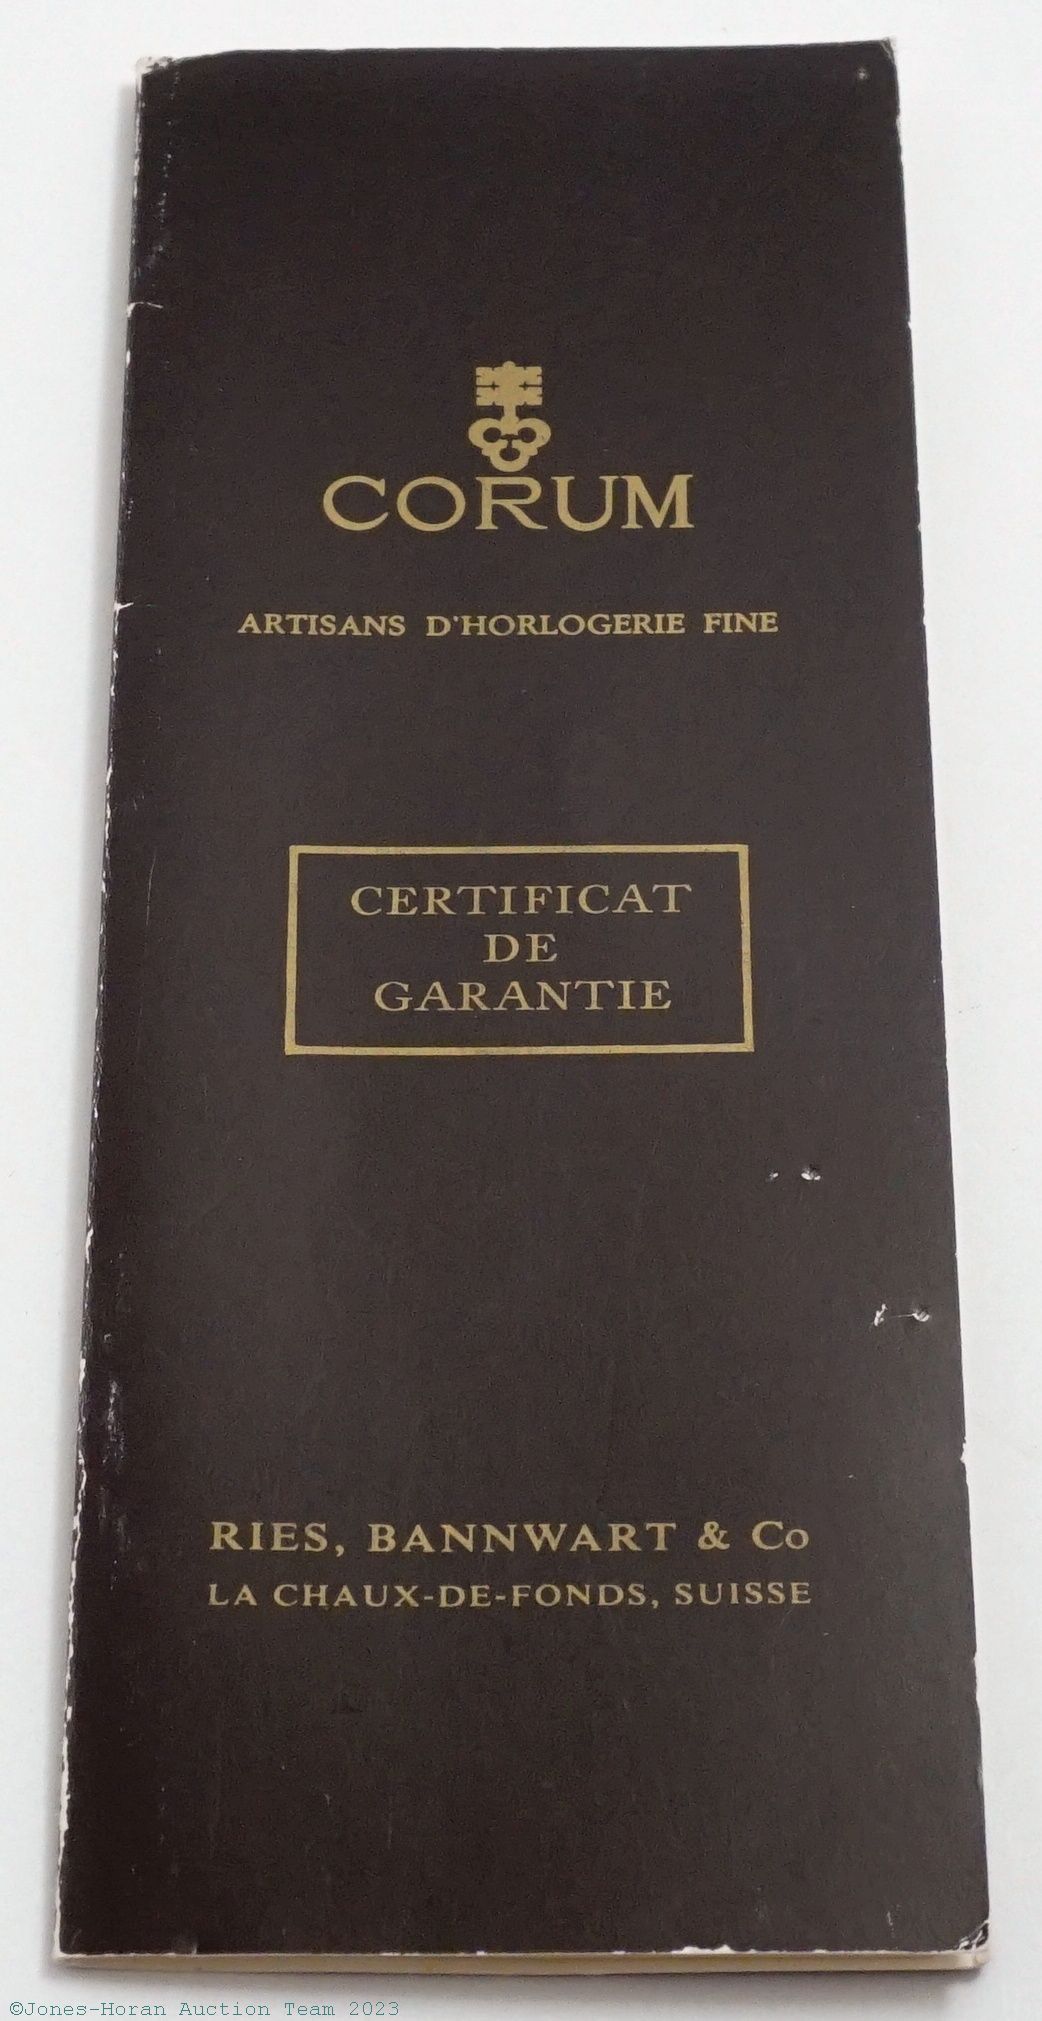 CORUM
ARTISANS D'HORLOGERIE FINE
CERTIFICAT
DE
GARANTIE
RIES, BANNWART & Co
LA CHAUX-DE-FONDS, SUISSE
©Jones-Horan Auction Team 2023